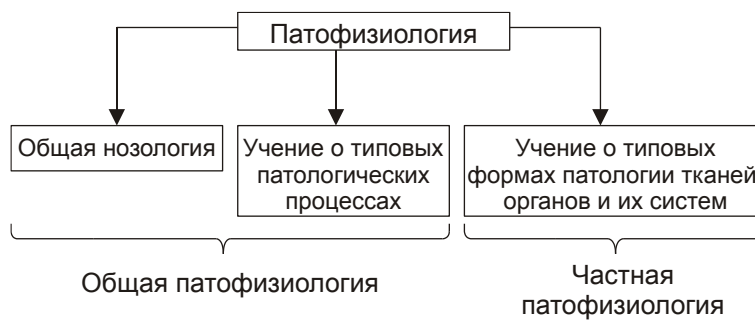 Патофизиология
Общая нозология
Учение о типовых
патологических
процессах
Учение о типовых
формах патологии тканей
органов и их систем
Общая патофизиология
Частная
патофизиология